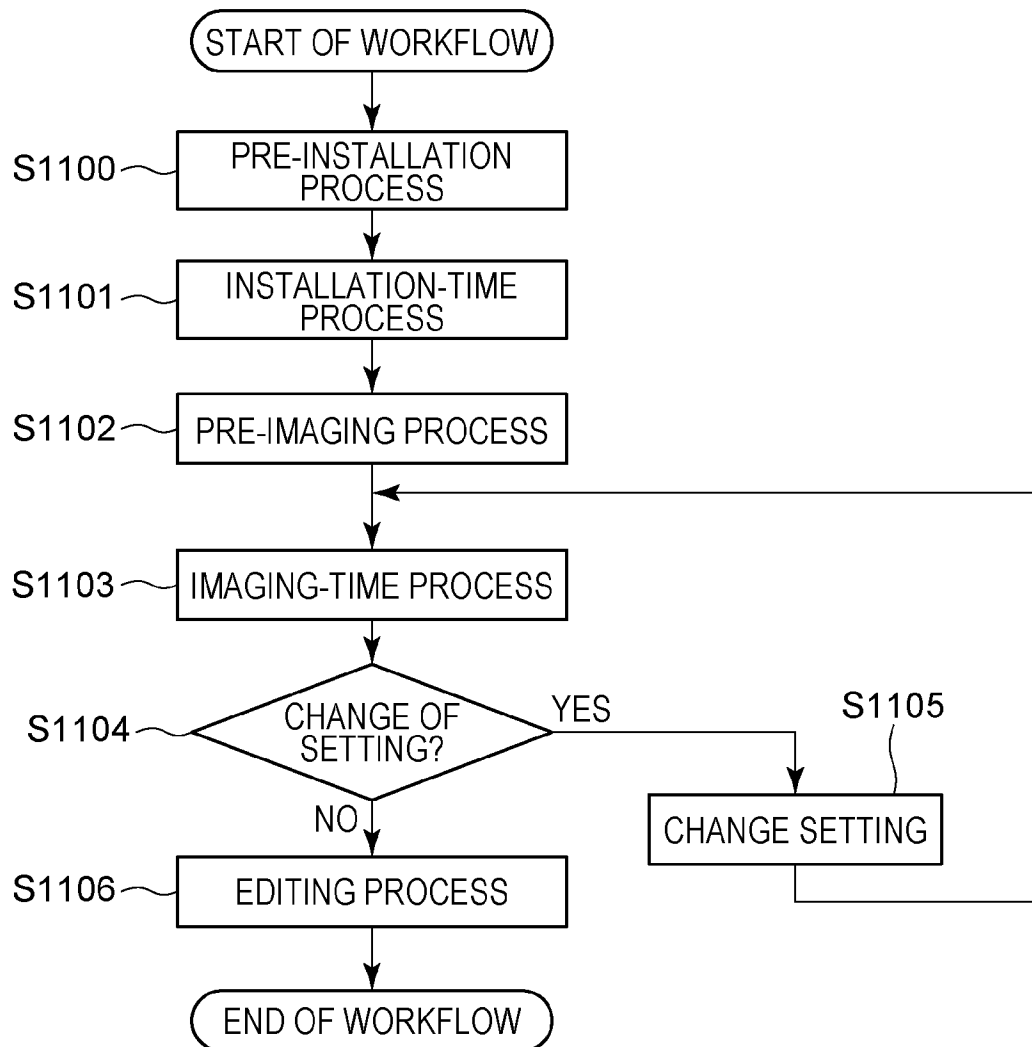 START OF WORKFLOW
S1100
PRE-INSTALLATION
PROCESS
S1101
INSTALLATION-TIME
PROCESS
S1102
PRE-IMAGING PROCESS
S1103
IMAGING-TIME PROCESS
S1104
CHANGE OF
SETTING?
YES
S1105
NO
CHANGE SETTING
S1106
EDITING PROCESS
END OF WORKFLOW